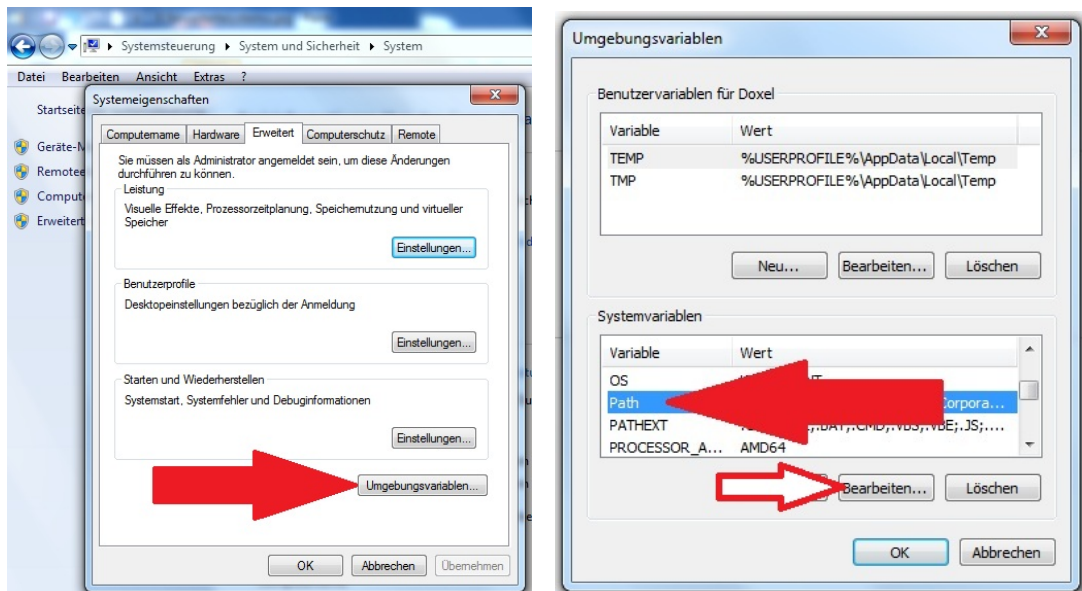 Systemsteuerung System und Sicherheit System
Datei Bearbeiten Ansicht Extras ?
Systemeigenschaften
Startseite
Computername Hardware Erweitert Computerschutz Remote
Sie müssen als Administrator angemeldet sein, um diese Änderungen
durchführen zu können.
Geräte-M
Remotee
Compute
Erweitert
Leistung
Visuelle Effekte, Prozessorzeitplanung, Speichernutzung und virtueller
Speicher
Einstellungen...
Benutzerprofile
Desktopeinstellungen bezüglich der Anmeldung
Einstellungen...
Starten und Wiederherstellen
Systemstart, Systemfehler und Debuginformationen
Einstellungen...
Umgebungsvariablen...
OK Abbrechen Übernehmen
Umgebungsvariablen
Benutzervariablen für Doxel
Variable Wert
TEMP %USERPROFILE%\AppData\Local\Temp
TMP %USERPROFILE%\AppData\Local\Temp
Neu... Bearbeiten... Löschen
Systemvariablen
Variable Wert
OS
Path Corpora...
PATHEXT .BAT;.CMD;.VBS;.VBE;.JS;....
PROCESSOR_A... AMD64
Bearbeiten... Löschen
OK Abbrechen